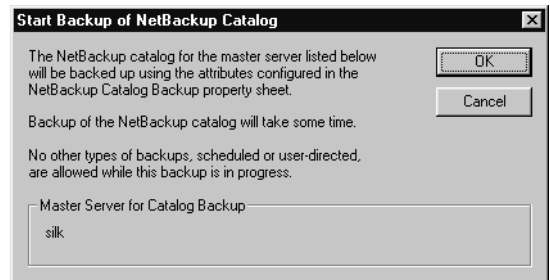 Start Backup of NetBackup Catalog
The NetBackup catalog for the master server listed below
will be backed up using the attributes configured in the
NetBackup Catalog Backup property sheet.
OK
Cancel
Backup of the NetBackup catalog will take some time.
No other types of backups, scheduled or user-directed,
are allowed while this backup is in progress.
Master Server for Catalog Backup
silk